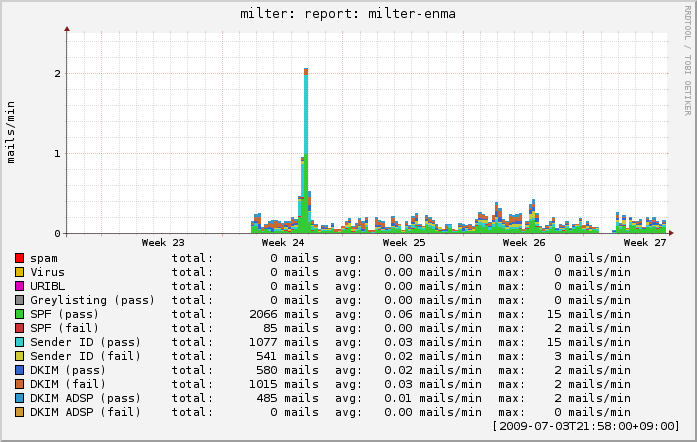 milter: report: milter-enma
RRDTOOL / TOBI OETIKER
mails/min
2
1
0
Week 23 Week 24 Week 25 Week 26 Week 27
spam total: 0 mails avg: 0.00 mails/min max: 0 mails/min
Virus total: 0 mails avg: 0.00 mails/min max: 0 mails/min
URIBL total: 0 mails avg: 0.00 mails/min max: 0 mails/min
Greylisting (pass) total: 0 mails avg: 0.00 mails/min max: 0 mails/min
SPF (pass) total: 2066 mails avg: 0.06 mails/min max: 15 mails/min
SPF (fail) total: 85 mails avg: 0.00 mails/min max: 2 mails/min
Sender ID (pass) total: 1077 mails avg: 0.03 mails/min max: 15 mails/min
Sender ID (fail) total: 541 mails avg: 0.02 mails/min max: 3 mails/min
DKIM (pass) total: 580 mails avg: 0.02 mails/min max: 2 mails/min
DKIM (fail) total: 1015 mails avg: 0.03 mails/min max: 2 mails/min
DKIM ADSP (pass) total: 485 mails avg: 0.01 mails/min max: 2 mails/min
DKIM ADSP (fail) total: 0 mails avg: 0.00 mails/min max: 0 mails/min
[2009-07-03T21:58:00+09:00]